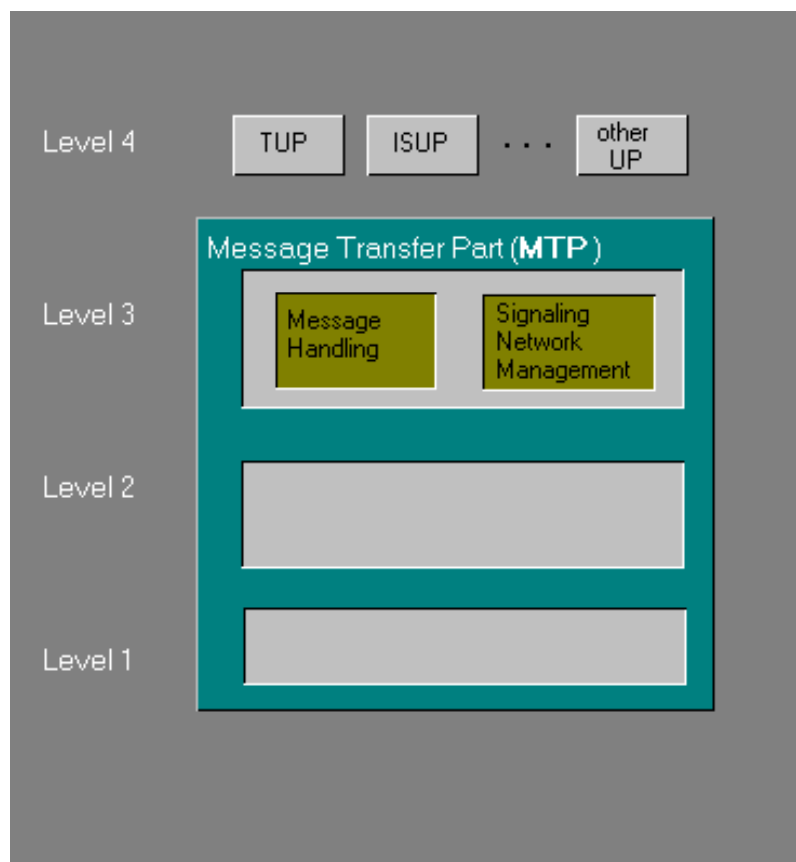 Level 4
TUP
ISUP
. . .
other
UP
Message Transfer Part (MTP)
Level 3
Message
Handling
Signaling
Network
Management
Level 2
Level 1